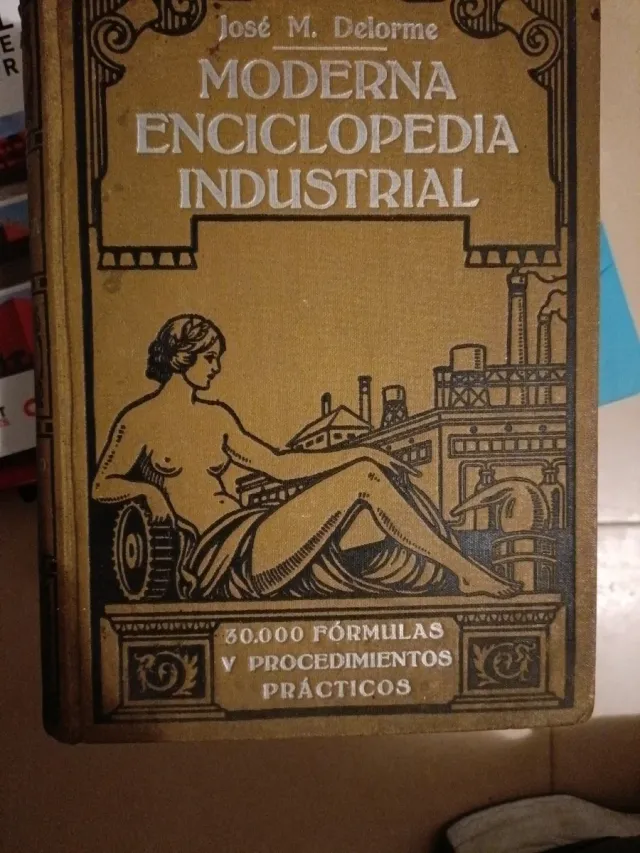 José M. Delorme
MODERNA
ENCICLOPEDIA
INDUSTRIAL
30.000 FÓRMULAS
Y PROCEDIMIENTOS
PRÁCTICOS